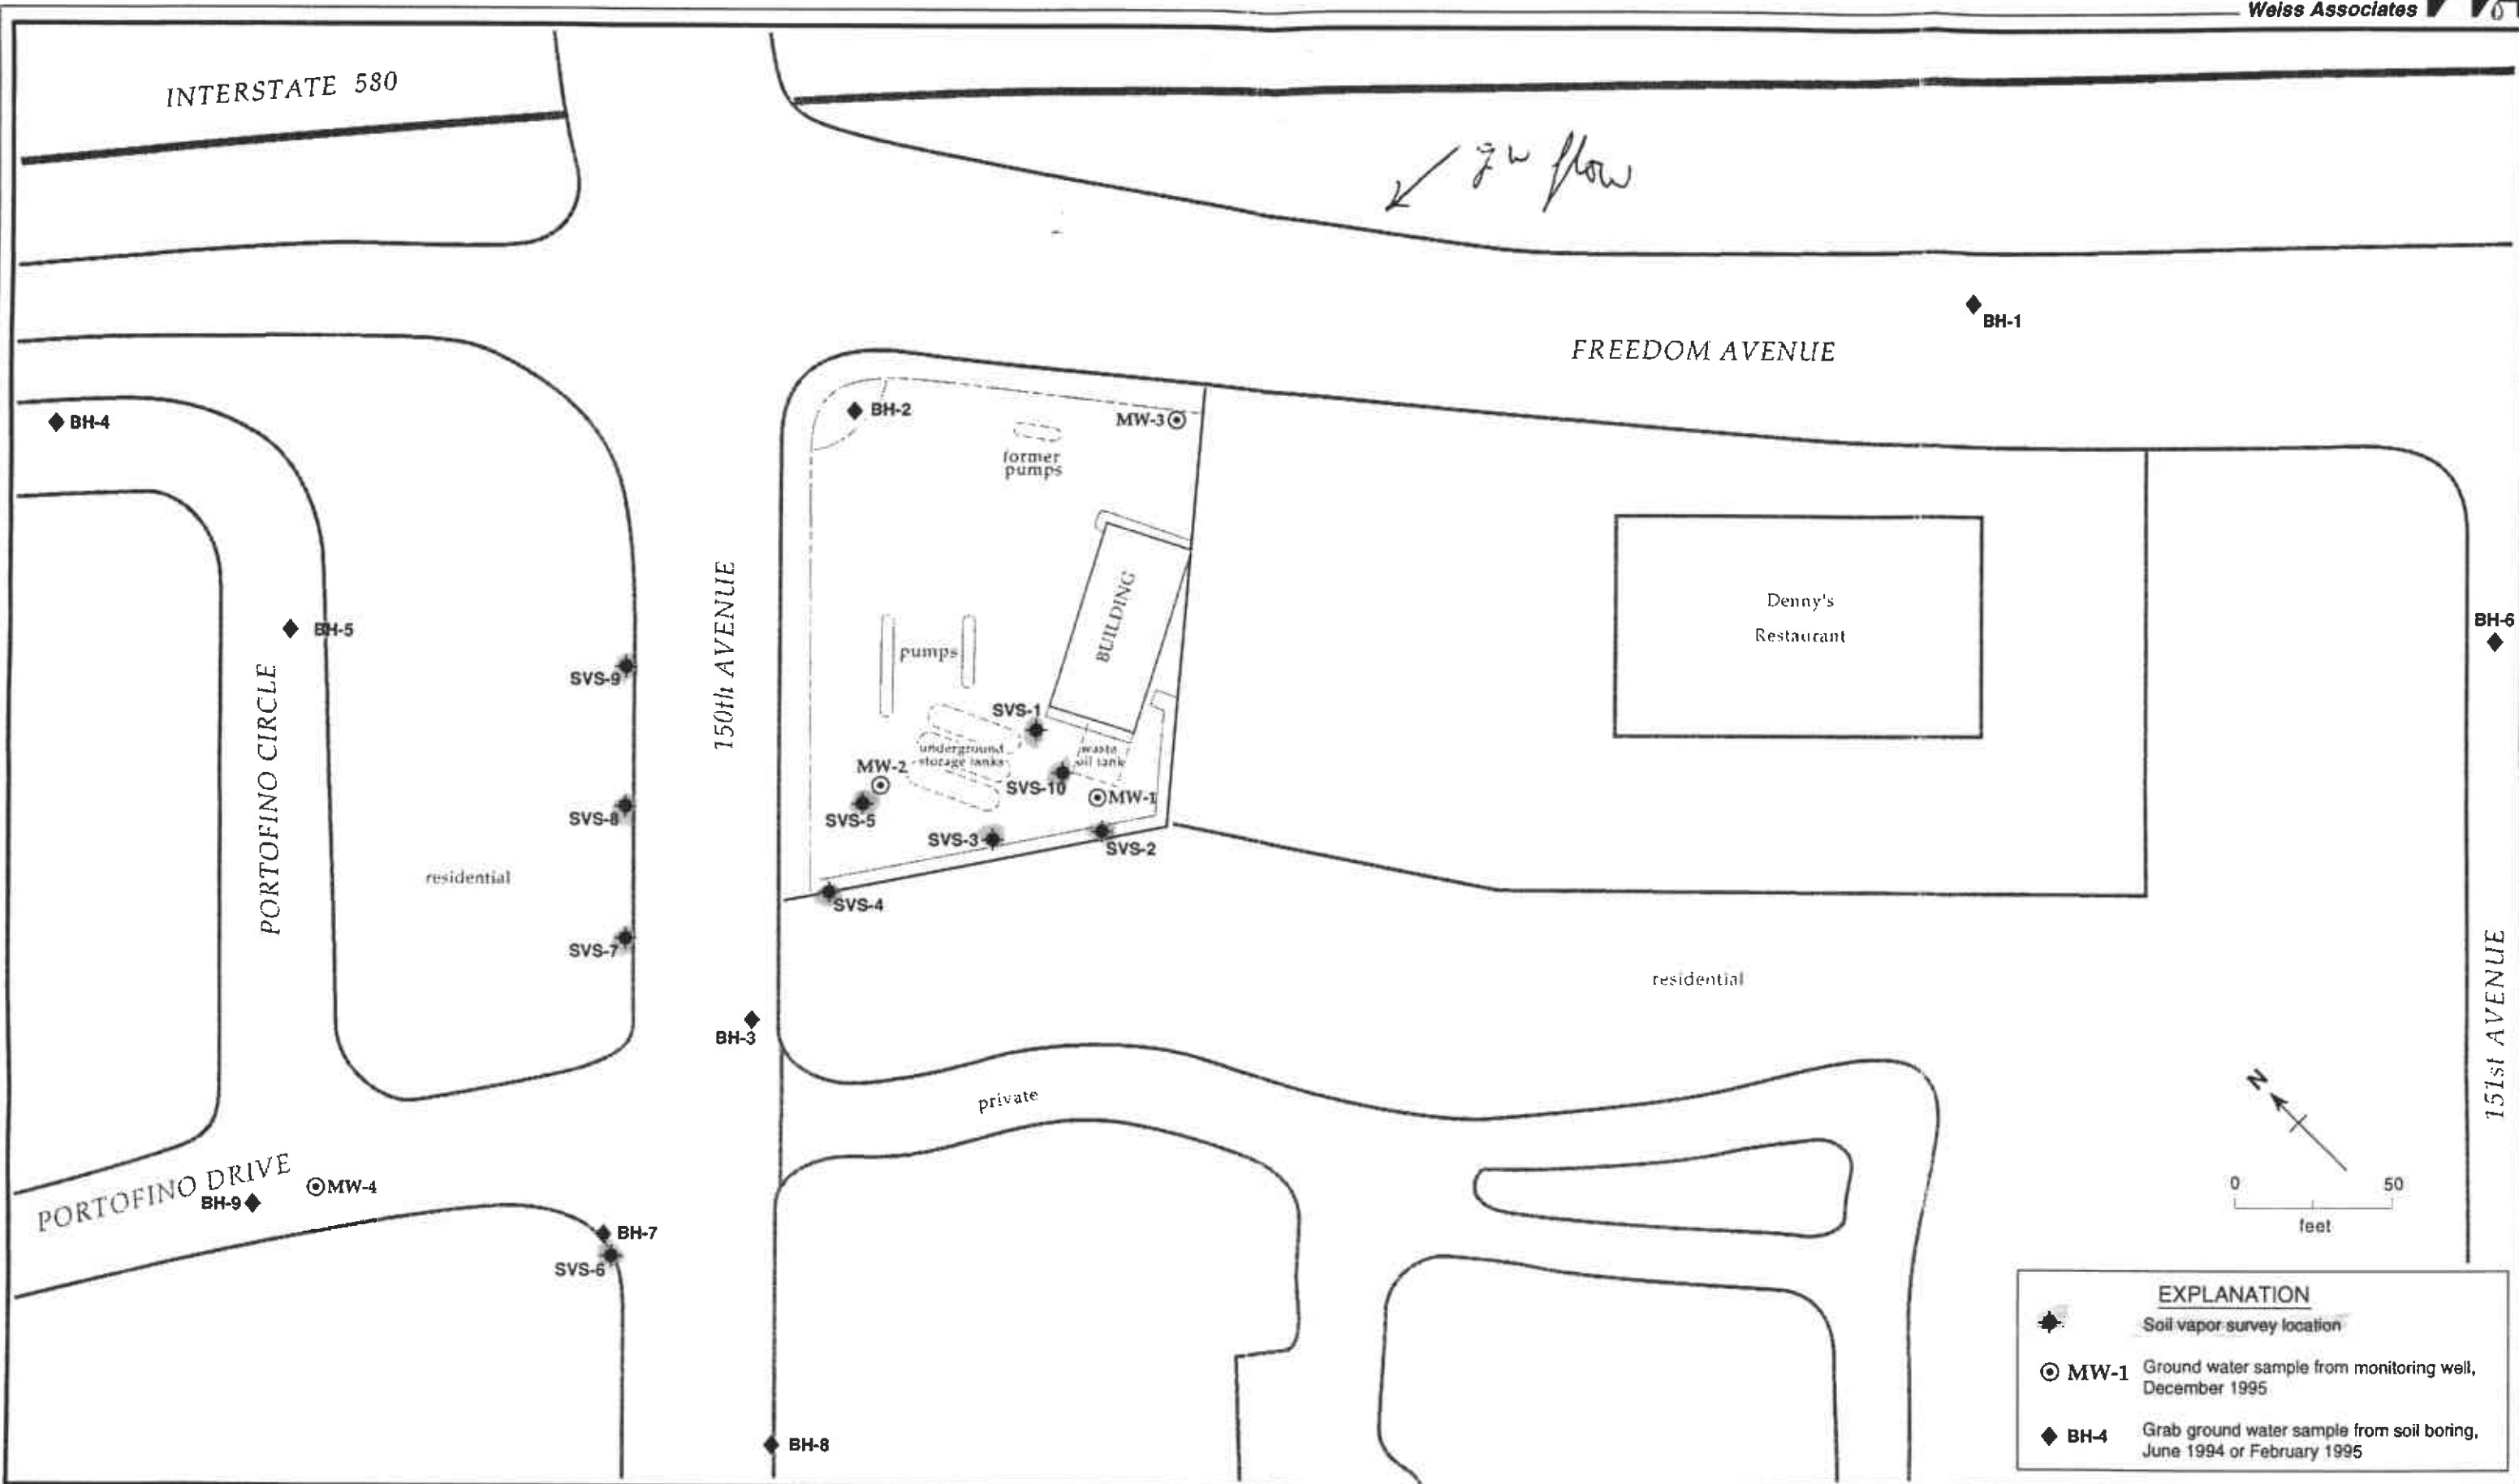 Weiss Associates
INTERSTATE 580
gw flow
BH-1
FREEDOM AVENUE
BH-4
BH-2
MW-3
former
pumps
BH-5
PORTOFINO CIRCLE
150th AVENUE
BUILDING
Denny's
Restaurant
BH-6
pumps
SVS-9
SVS-1
underground
storage tanks
waste
oil tank
MW-2
SVS-10
MW-1
SVS-8
SVS-5
SVS-3
SVS-2
residential
SVS-4
SVS-7
residential
151st AVENUE
BH-3
private
N
PORTOFINO DRIVE
BH-9
MW-4
0 50
feet
BH-7
SVS-6
BH-8
EXPLANATION
Soil vapor survey location
MW-1 Ground water sample from monitoring well,
December 1995
BH-4 Grab ground water sample from soil boring,
June 1994 or February 1995